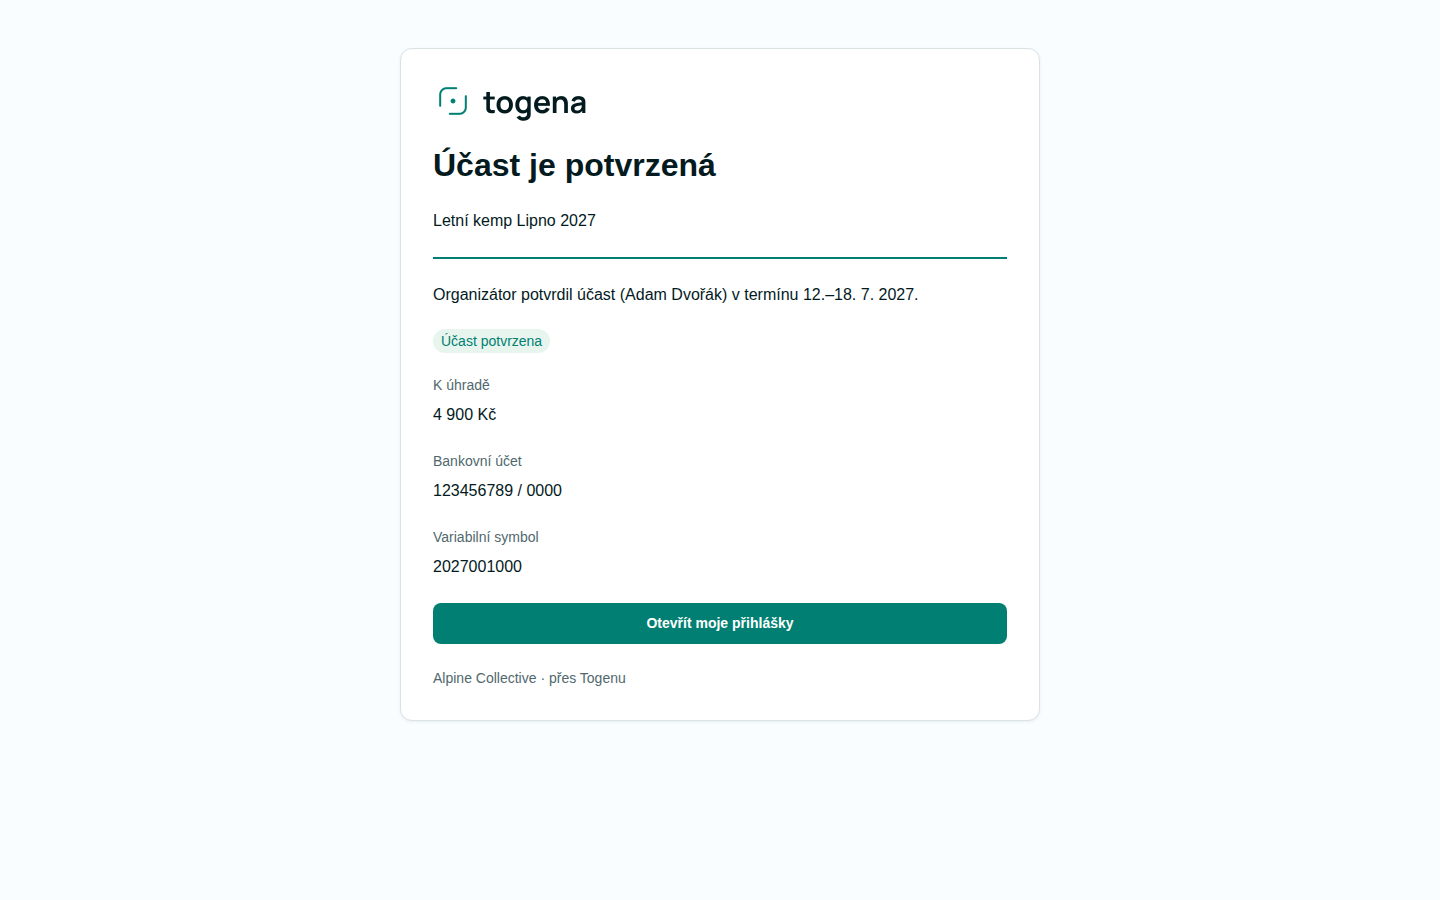 togena
Účast je potvrzená
Letní kemp Lipno 2027
Organizátor potvrdil účast (Adam Dvořák) v termínu 12.–18. 7. 2027.
Účast potvrzena
K úhradě
4 900 Kč
Bankovní účet
123456789 / 0000
Variabilní symbol
2027001000
Otevřít moje přihlášky
Alpine Collective · přes Togenu